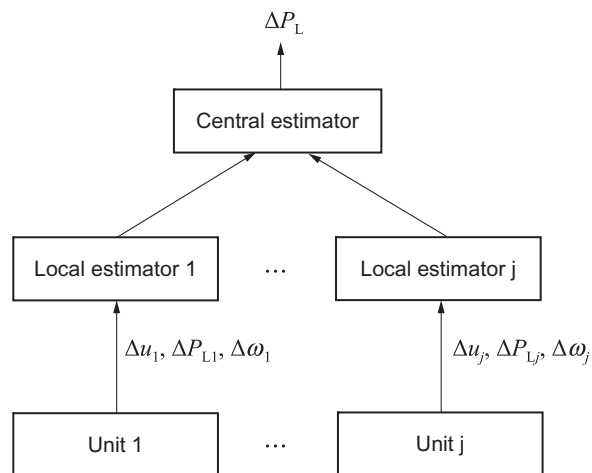 ΔP_L
Central estimator
Local estimator 1 ... Local estimator j
Δu_1, ΔP_L1, Δω_1 Δu_j, ΔP_Lj, Δω_j
Unit 1 ... Unit j